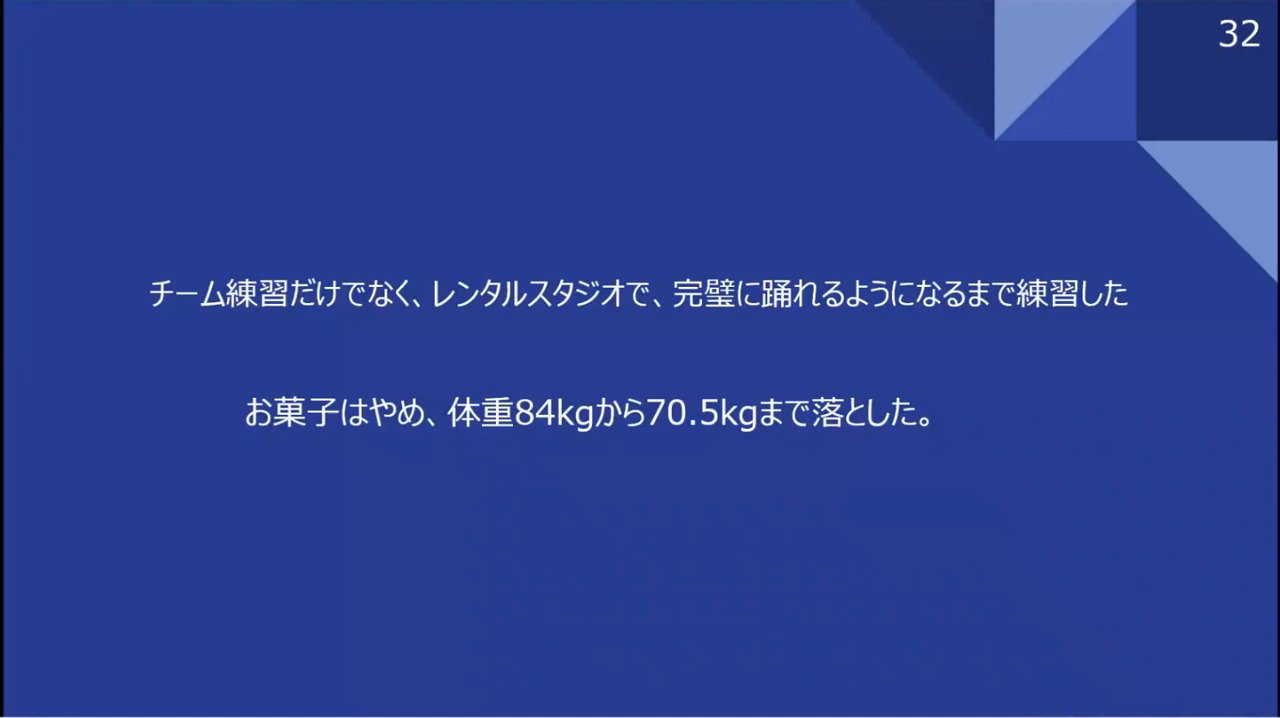 32
チーム練習だけでなく、レンタルスタジオで、完璧に踊れるようになるまで練習した
お菓子はやめ、体重84kgから70.5kgまで落とした。